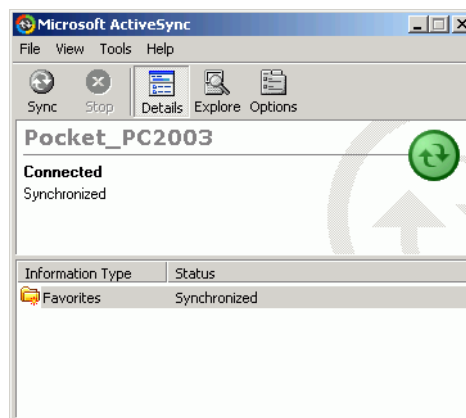 Microsoft ActiveSync
File View Tools Help
Sync Stop Details Explore Options
Pocket_PC2003
Connected
Synchronized
Information Type Status
Favorites Synchronized